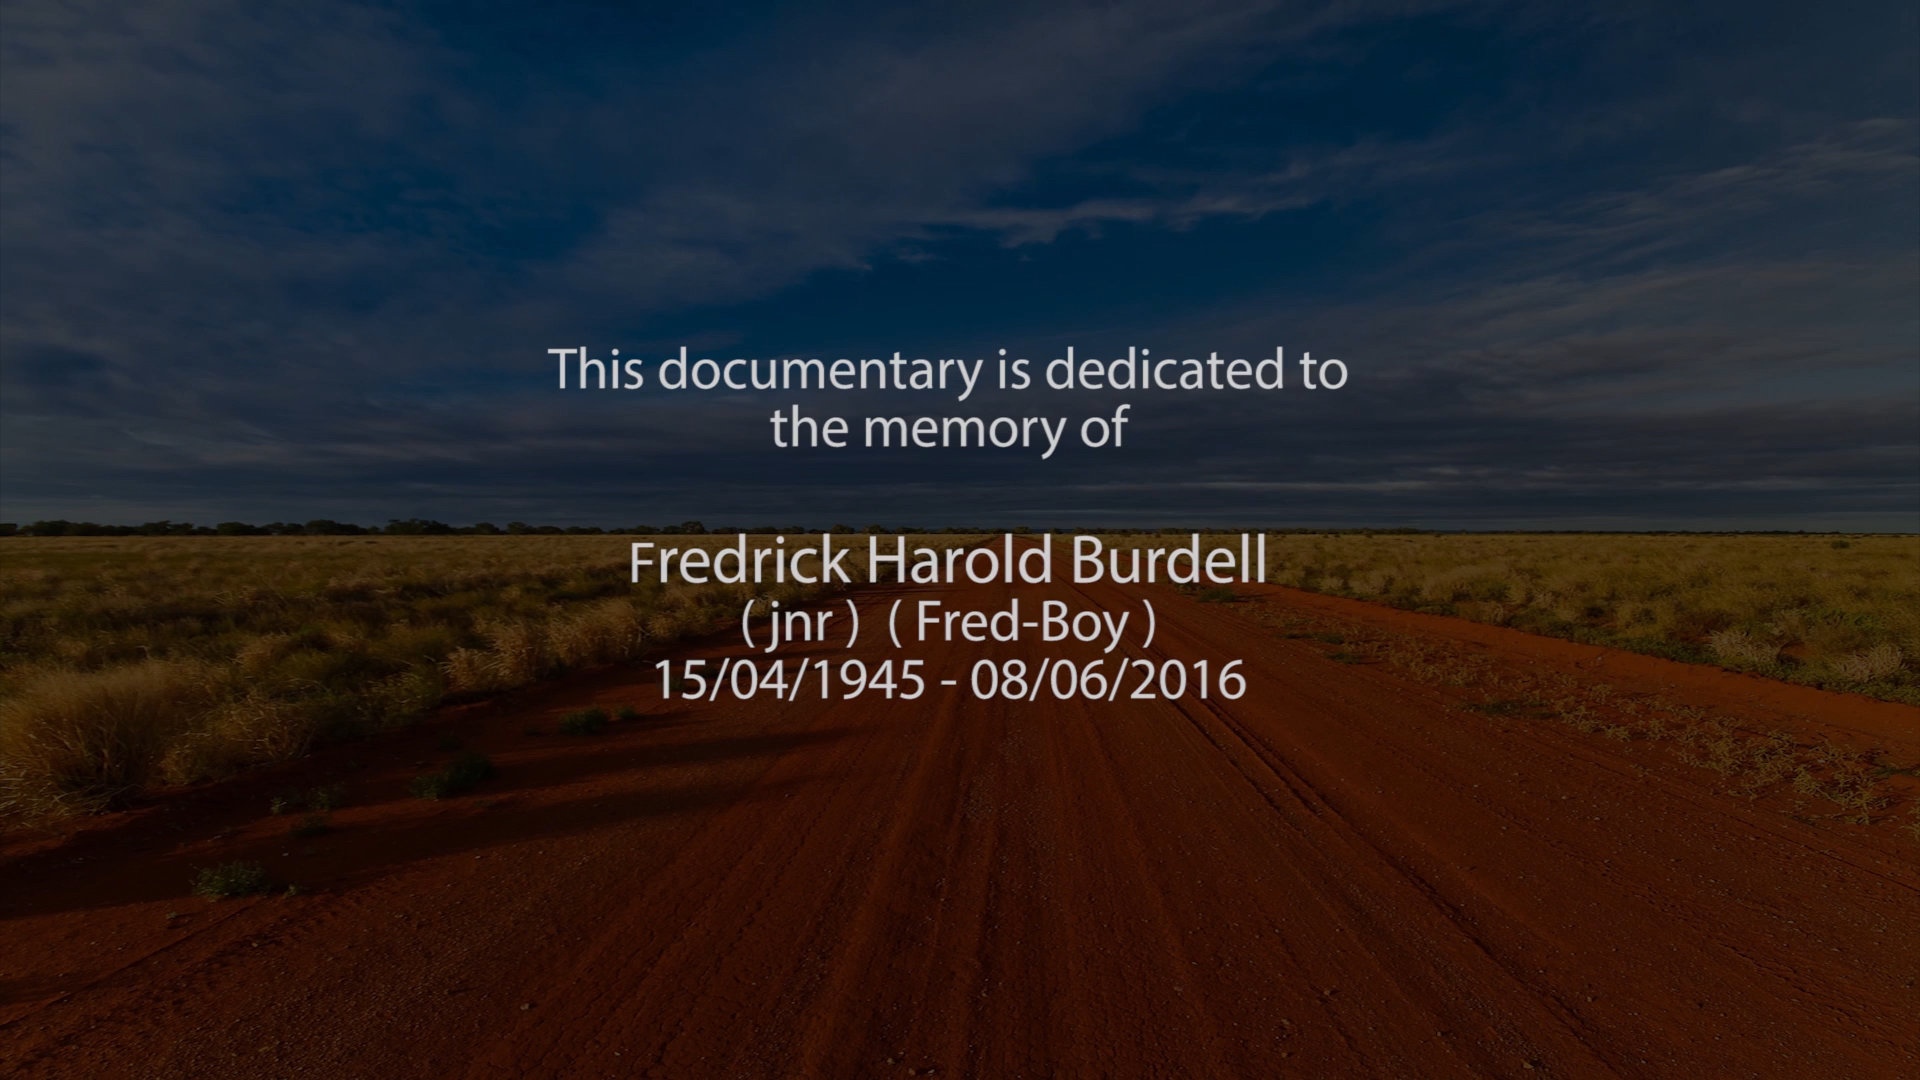 This documentary is dedicated to
the memory of
Fredrick Harold Burdell
( jnr ) ( Fred-Boy )
15/04/1945 - 08/06/2016